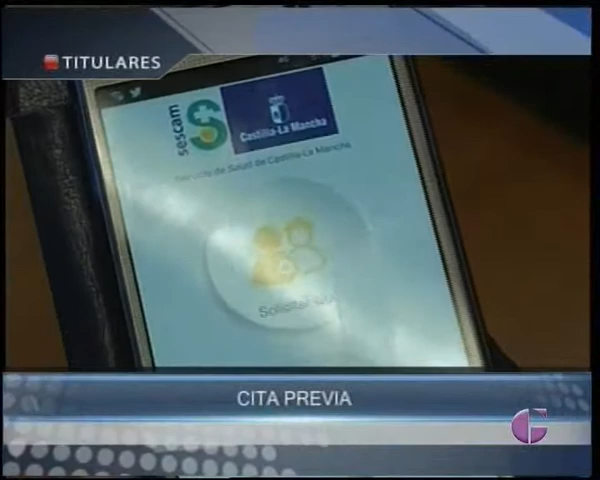 TITULARES
sescam
Castilla-La Mancha
Servicio de Salud de Castilla-La Mancha
CITA PREVIA